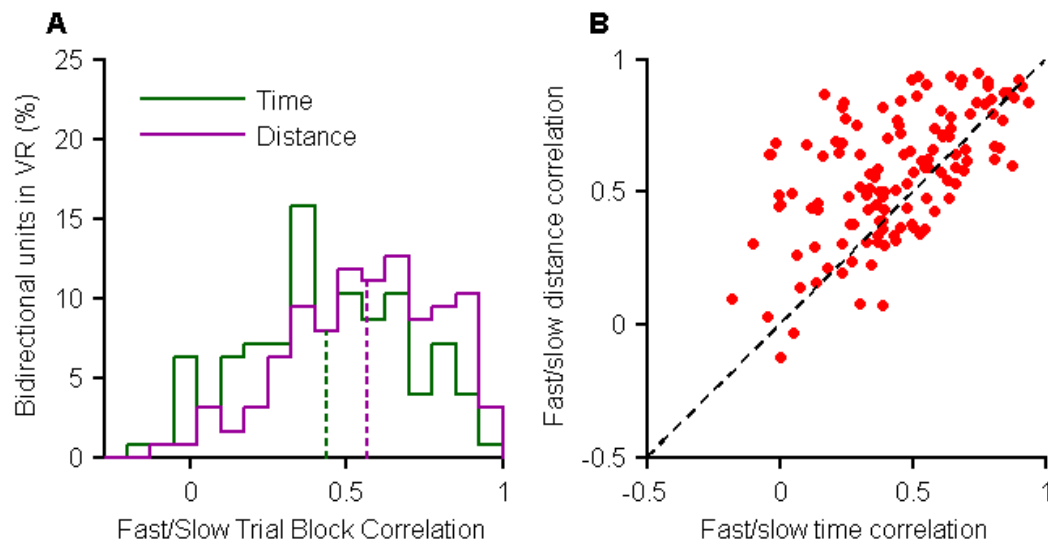 A
Bidirectional units in VR (%)
25
20
15
10
5
0
Time
Distance
0
0.5
1
Fast/Slow Trial Block Correlation
B
Fast/slow distance correlation
1
0.5
0
-0.5
-0.5
0
0.5
1
Fast/slow time correlation